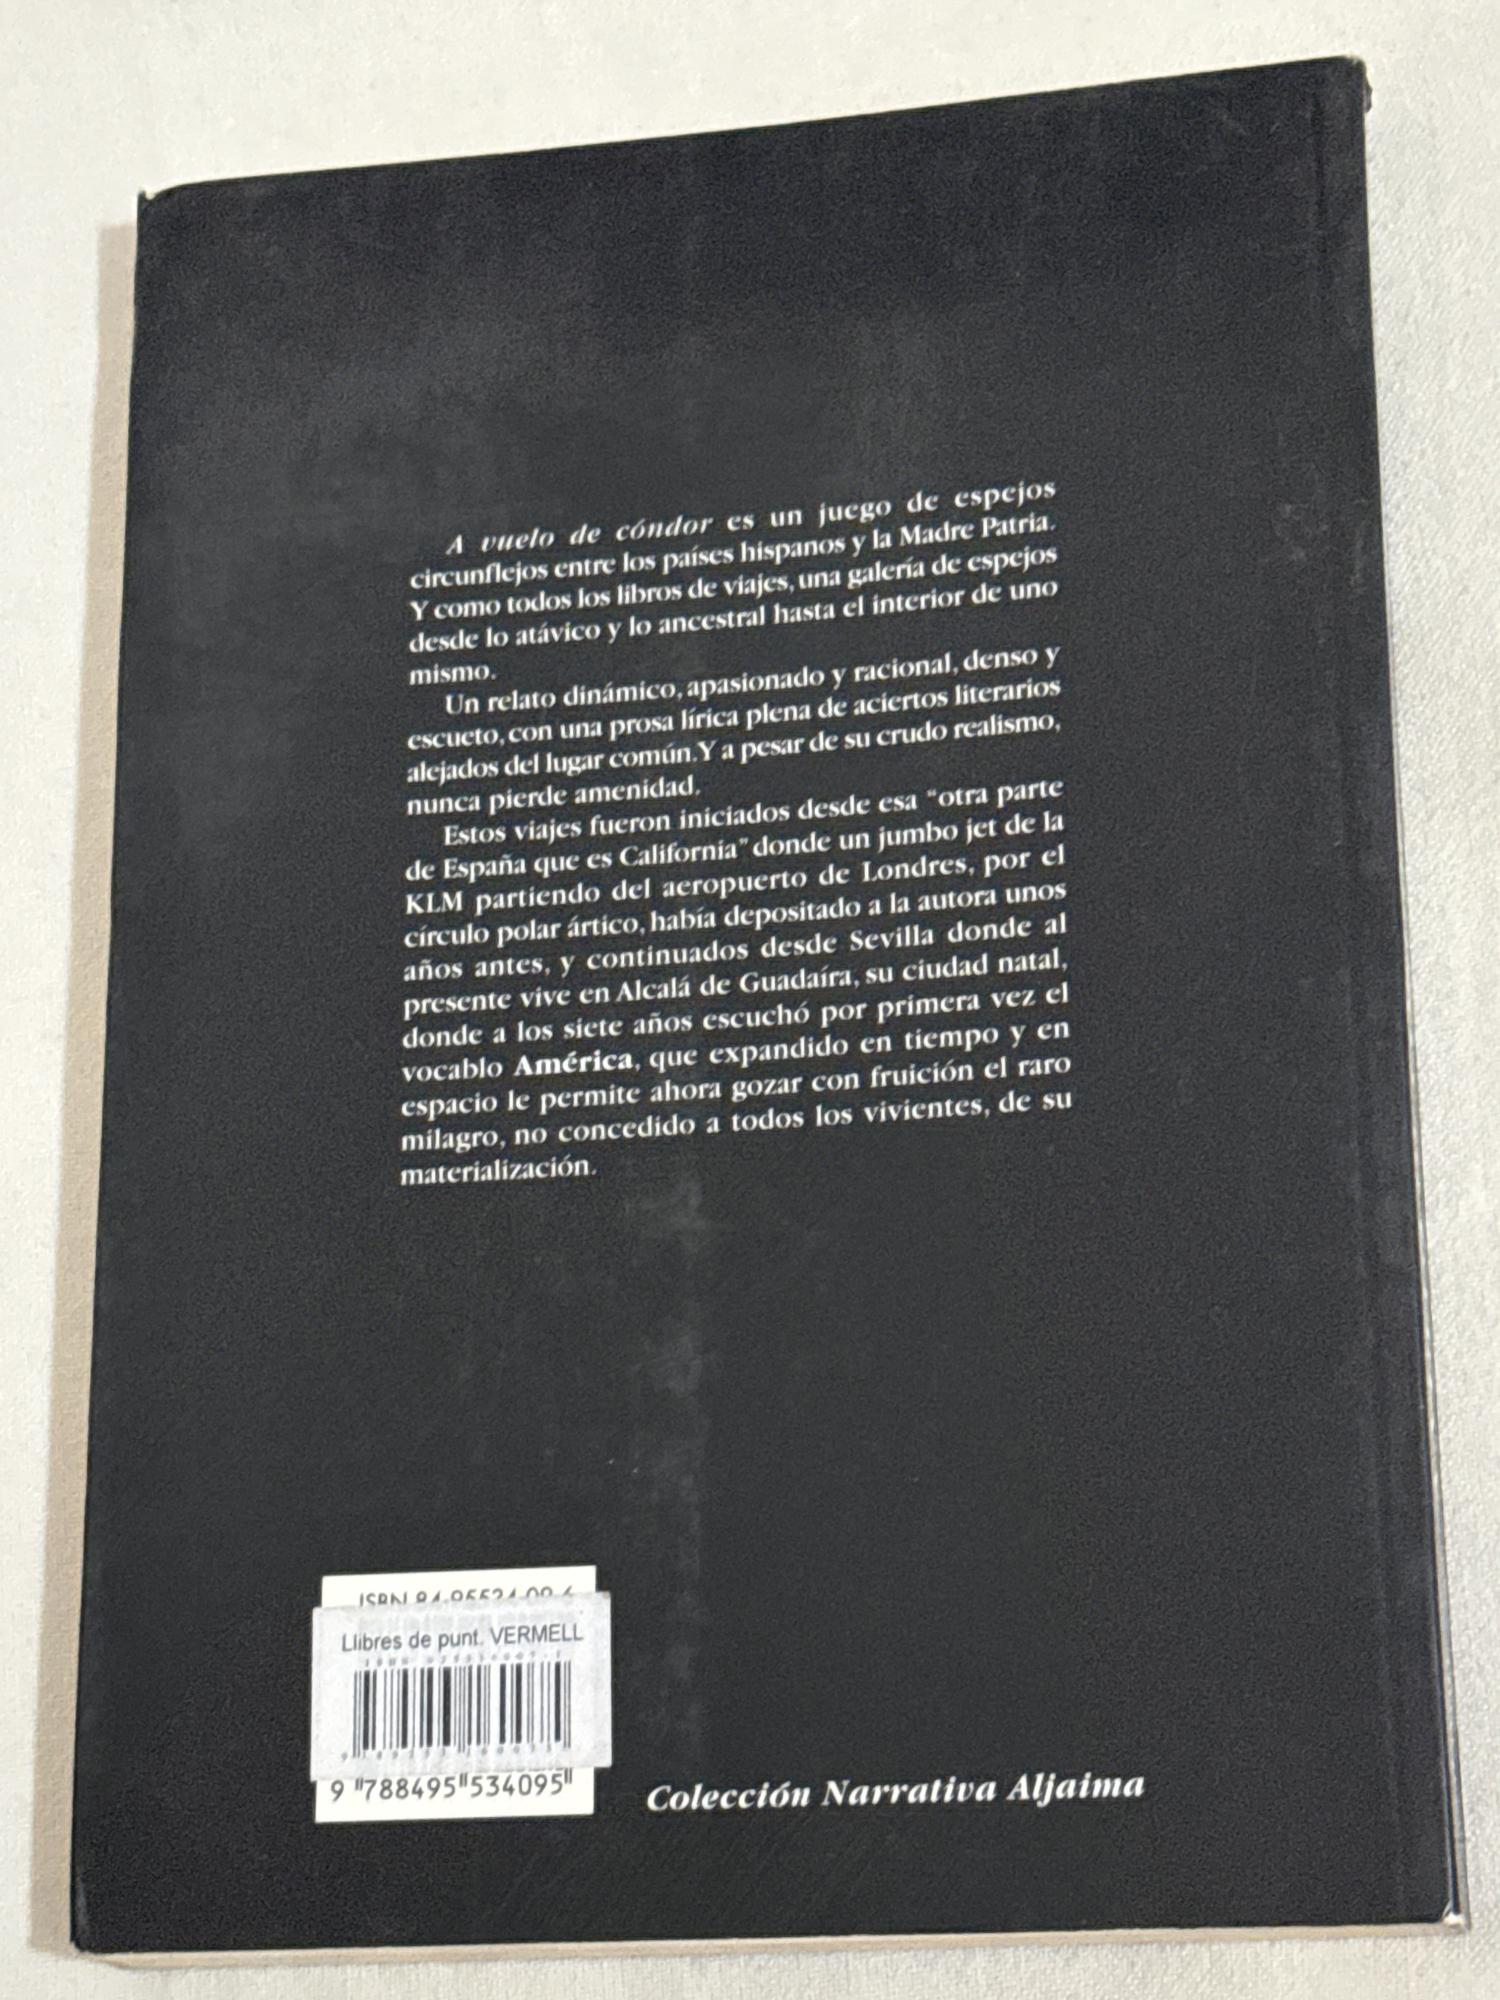 A vuelo de cóndor es un juego de espejos
circunflejos entre los países hispanos y la Madre Patria.
Y como todos los libros de viajes, una galería de espejos
desde lo atávico y lo ancestral hasta el interior de uno
mismo.
Un relato dinámico, apasionado y racional, denso y
escueto, con una prosa lírica plena de aciertos literarios
alejados del lugar común. Y a pesar de su crudo realismo,
nunca pierde amenidad.
Estos viajes fueron iniciados desde esa "otra parte
de España que es California" donde un jumbo jet de la
KLM partiendo del aeropuerto de Londres, por el
círculo polar ártico, había depositado a la autora unos
años antes, y continuados desde Sevilla donde al
presente vive en Alcalá de Guadaíra, su ciudad natal,
donde a los siete años escuchó por primera vez el
vocablo América, que expandido en tiempo y en
espacio le permite ahora gozar con fruición el raro
milagro, no concedido a todos los vivientes, de su
materialización.
ISBN 84-95534-09-6
Llibres de punt. VERMELL
9 788495 534095
Colección Narrativa Aljaima